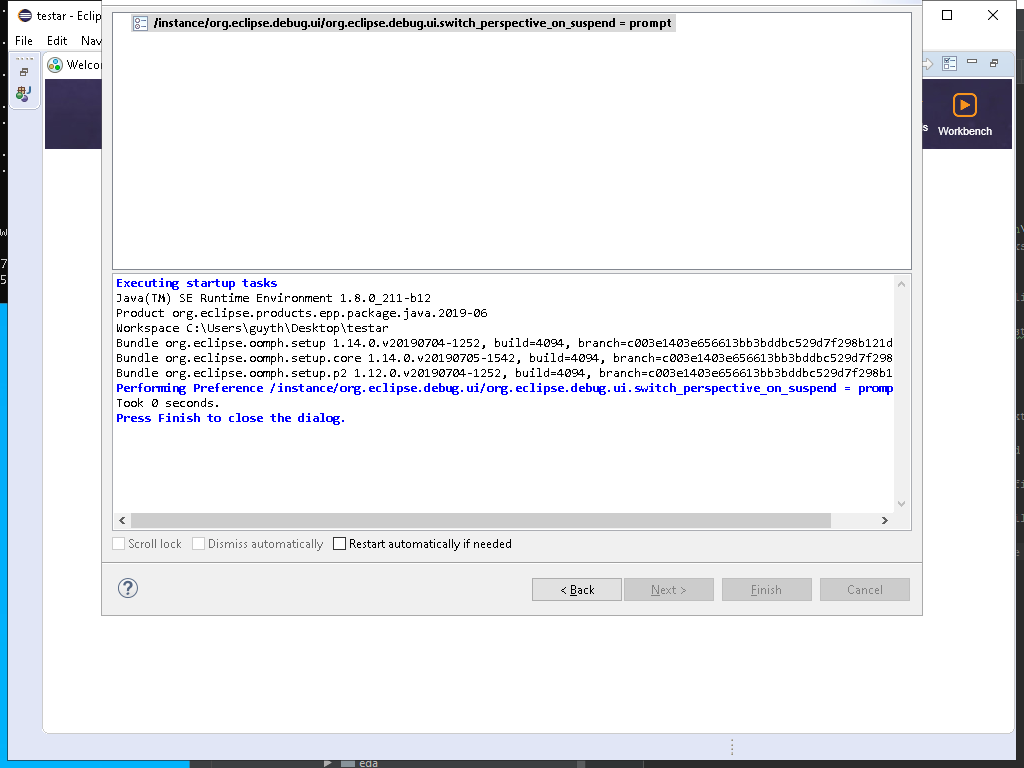 testar - Eclip
/instance/org.eclipse.debug.ui/org.eclipse.debug.ui.switch_perspective_on_suspend = prompt
File Edit Nav
Welco
Workbench
Executing startup tasks
Java(TM) SE Runtime Environment 1.8.0_211-b12
Product org.eclipse.products.epp.package.java.2019-06
Workspace C:\Users\guyth\Desktop\testar
Bundle org.eclipse.oomph.setup 1.14.0.v20190704-1252, build=4094, branch=c003e1403e656613bb3bddbc529d7f298b121d
Bundle org.eclipse.oomph.setup.core 1.14.0.v20190705-1542, build=4094, branch=c003e1403e656613bb3bddbc529d7f298
Bundle org.eclipse.oomph.setup.p2 1.12.0.v20190704-1252, build=4094, branch=c003e1403e656613bb3bddbc529d7f298b1
Performing Preference /instance/org.eclipse.debug.ui/org.eclipse.debug.ui.switch_perspective_on_suspend = promp
Took 0 seconds.
Press Finish to close the dialog.
Scroll lock Dismiss automatically Restart automatically if needed
? < Back Next > Finish Cancel
eda